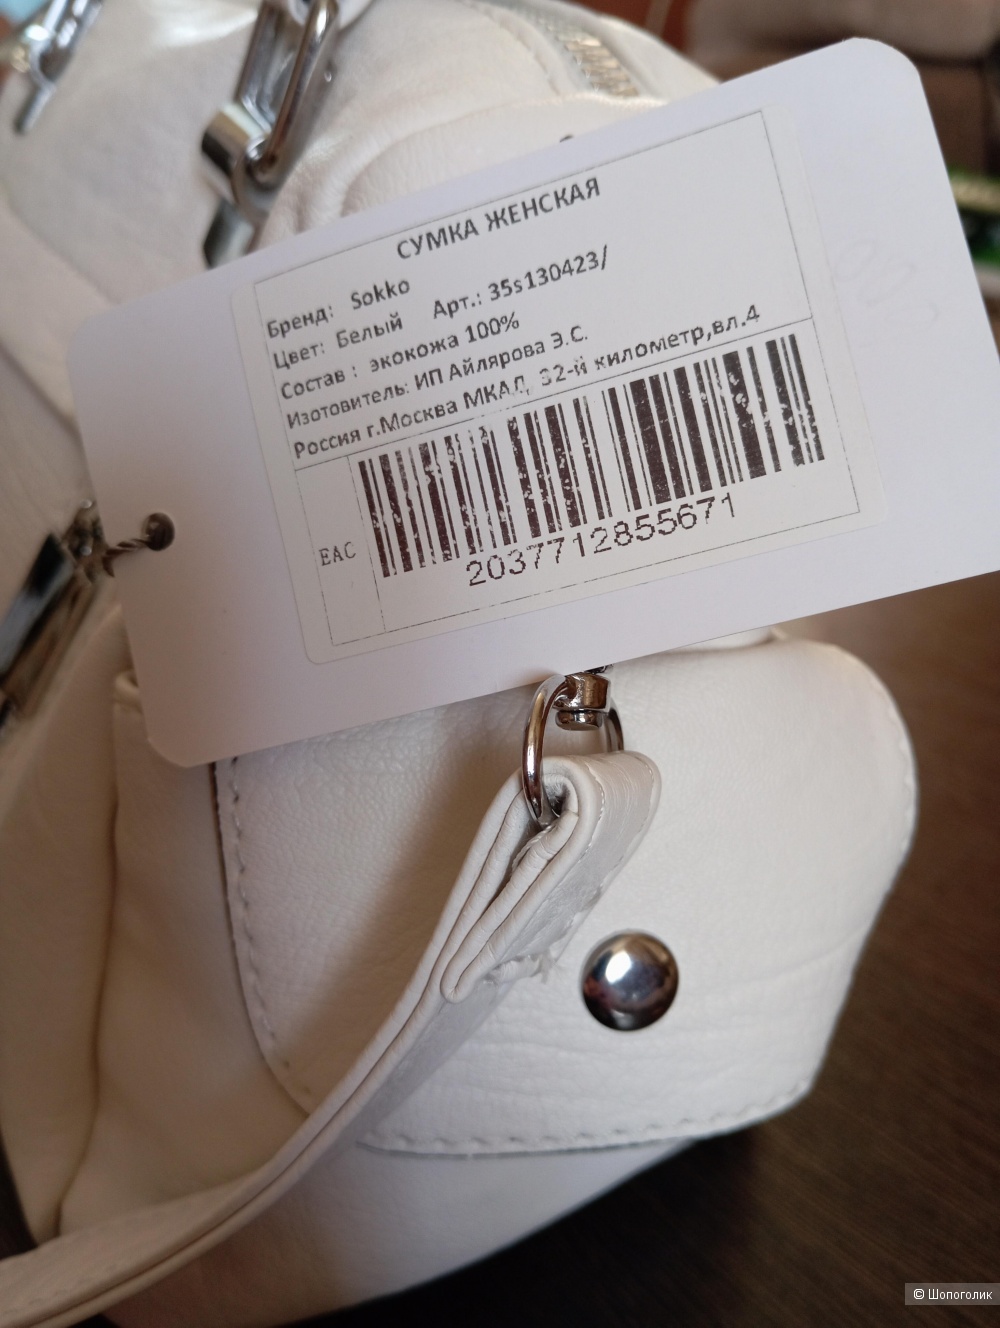 СУМКА ЖЕНСКАЯ
Бренд: Sokko
Цвет: Белый Арт.: 35s130423/
Состав : экокожа 100%
Изотовитель: ИП Айлярова Э.С.
Россия г.Москва МКАД, 32-й километр,вл.4
EAC
2037712855671
© Шопоголик